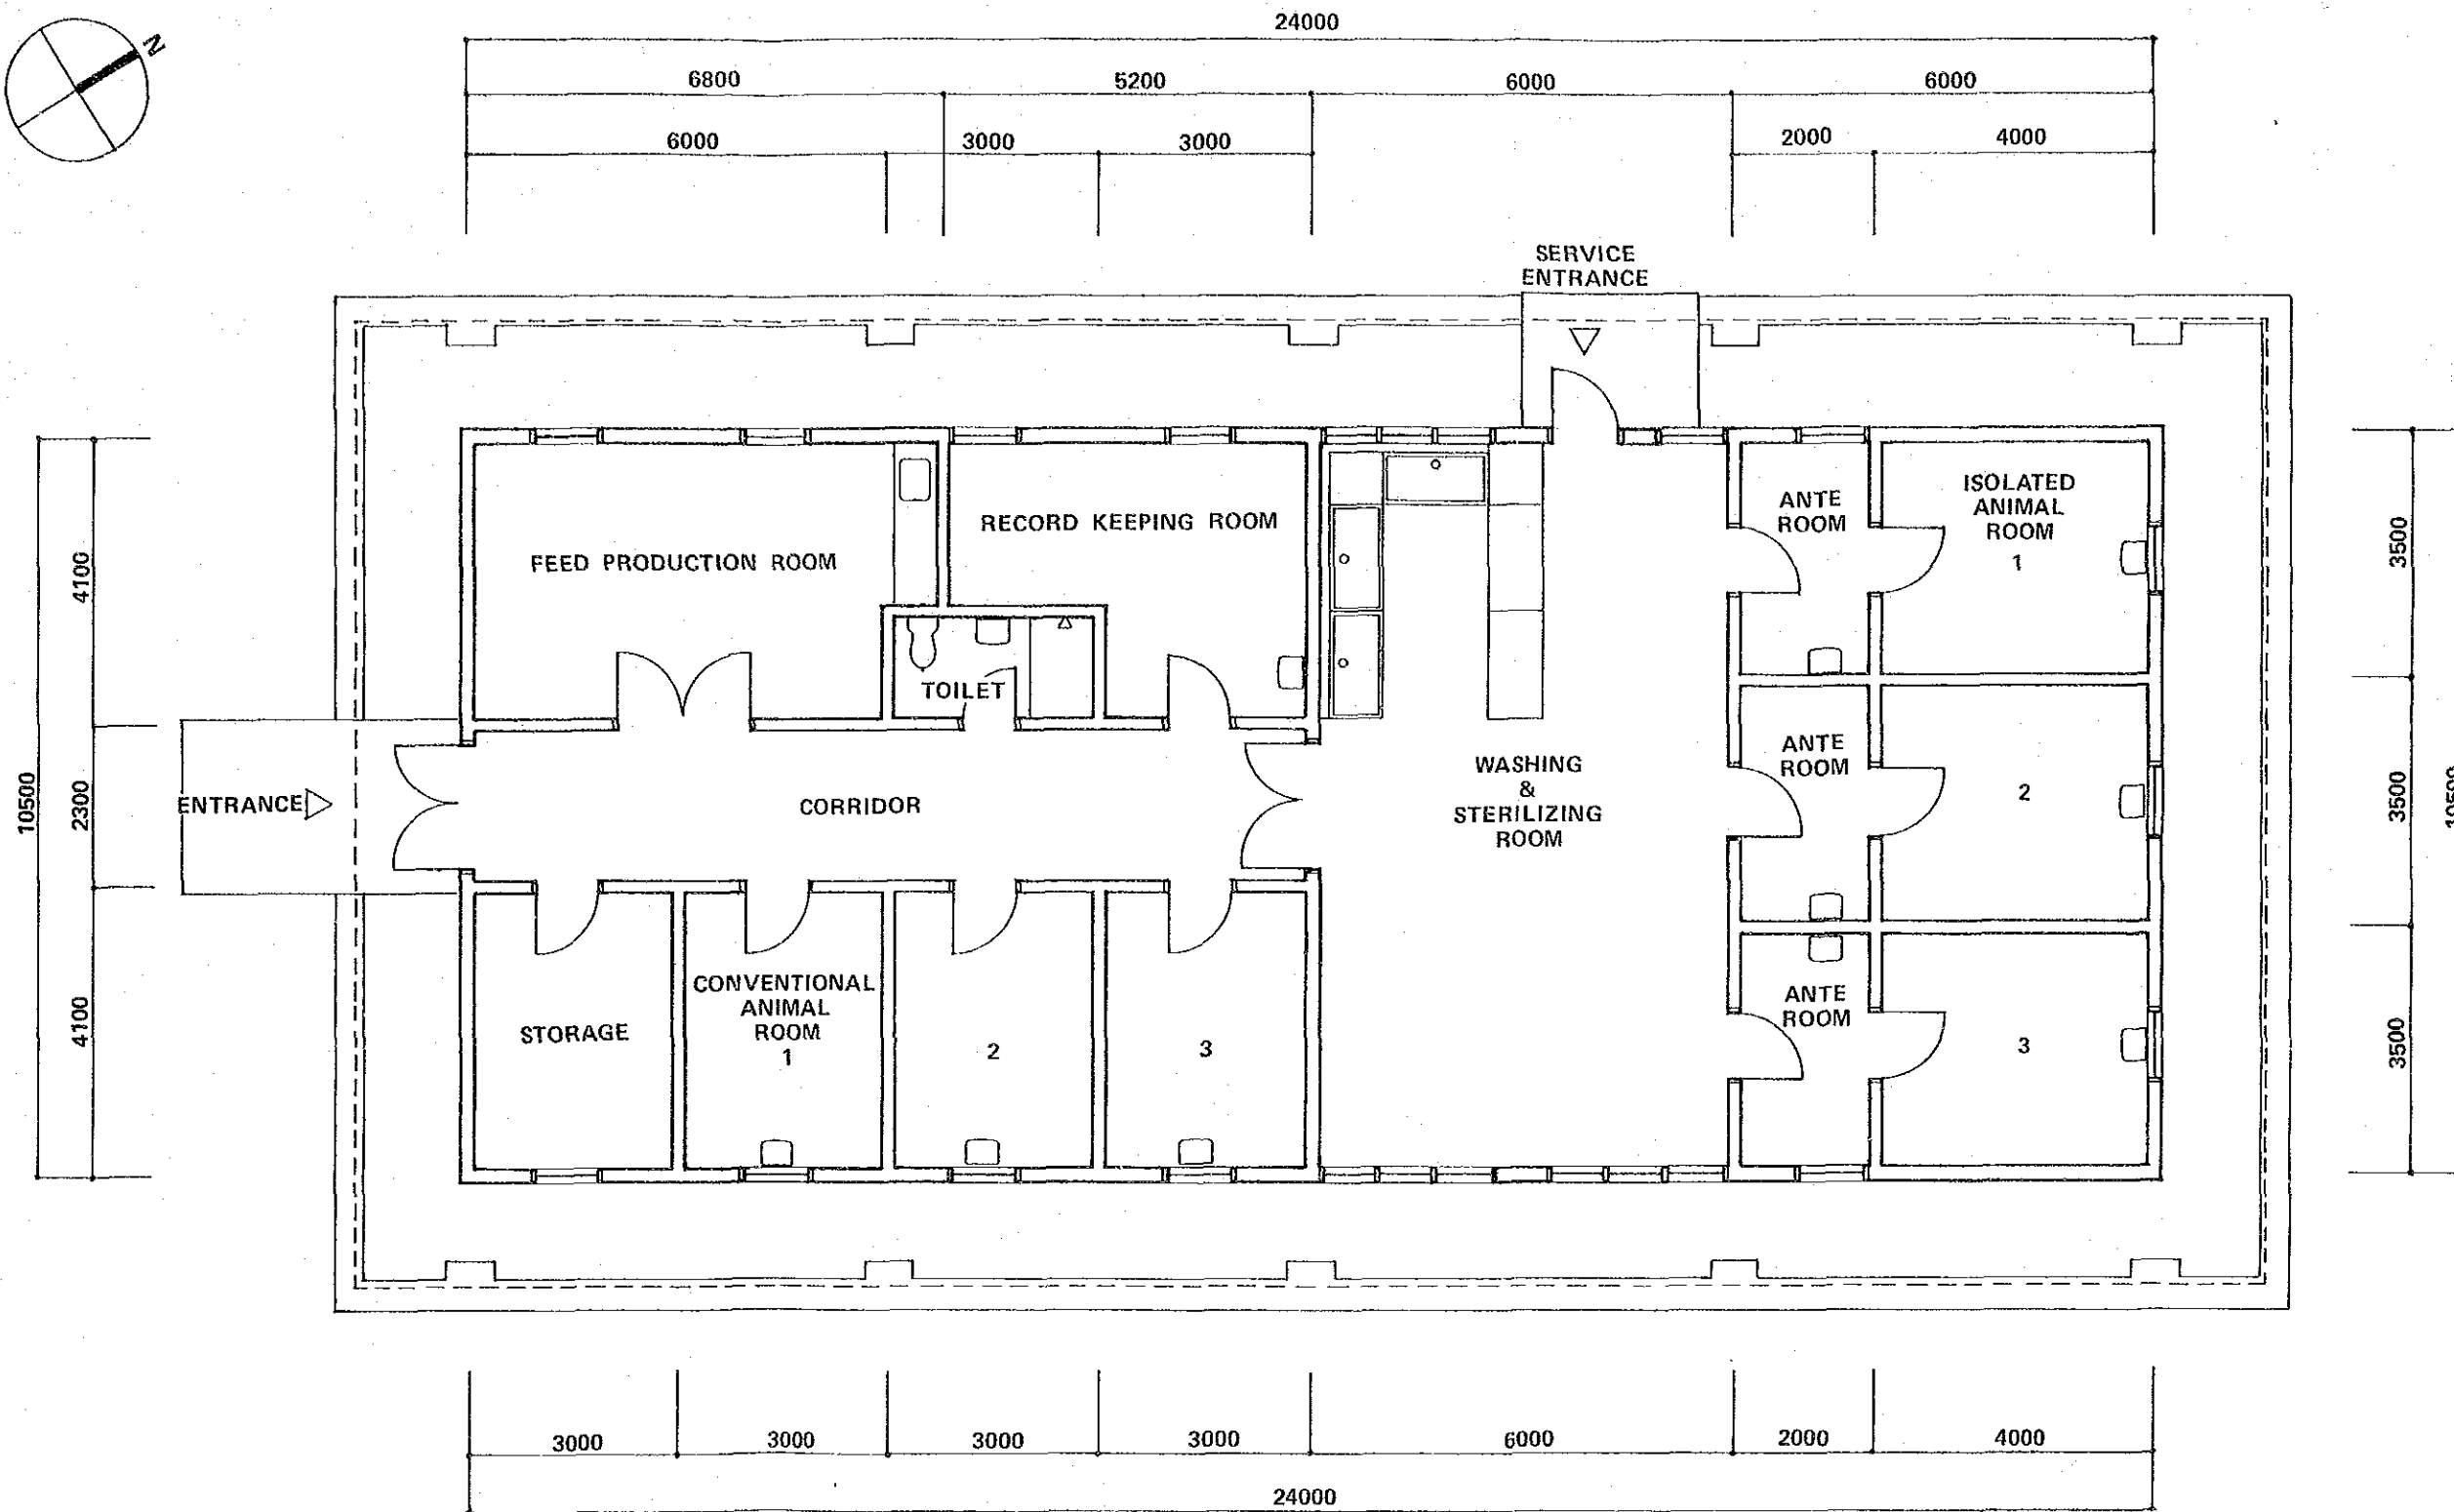 N
24000
6800 5200 6000 6000
6000 3000 3000 2000 4000
SERVICE
ENTRANCE
10500
4100
2300
4100
FEED PRODUCTION ROOM
RECORD KEEPING ROOM
TOILET
ENTRANCE
CORRIDOR
WASHING
&
STERILIZING
ROOM
ANTE
ROOM
ISOLATED
ANIMAL
ROOM
1
ANTE
ROOM
2
ANTE
ROOM
3
STORAGE
CONVENTIONAL
ANIMAL
ROOM
1
2
3
3500
3500
3500
10500
3000 3000 3000 3000 6000 2000 4000
24000